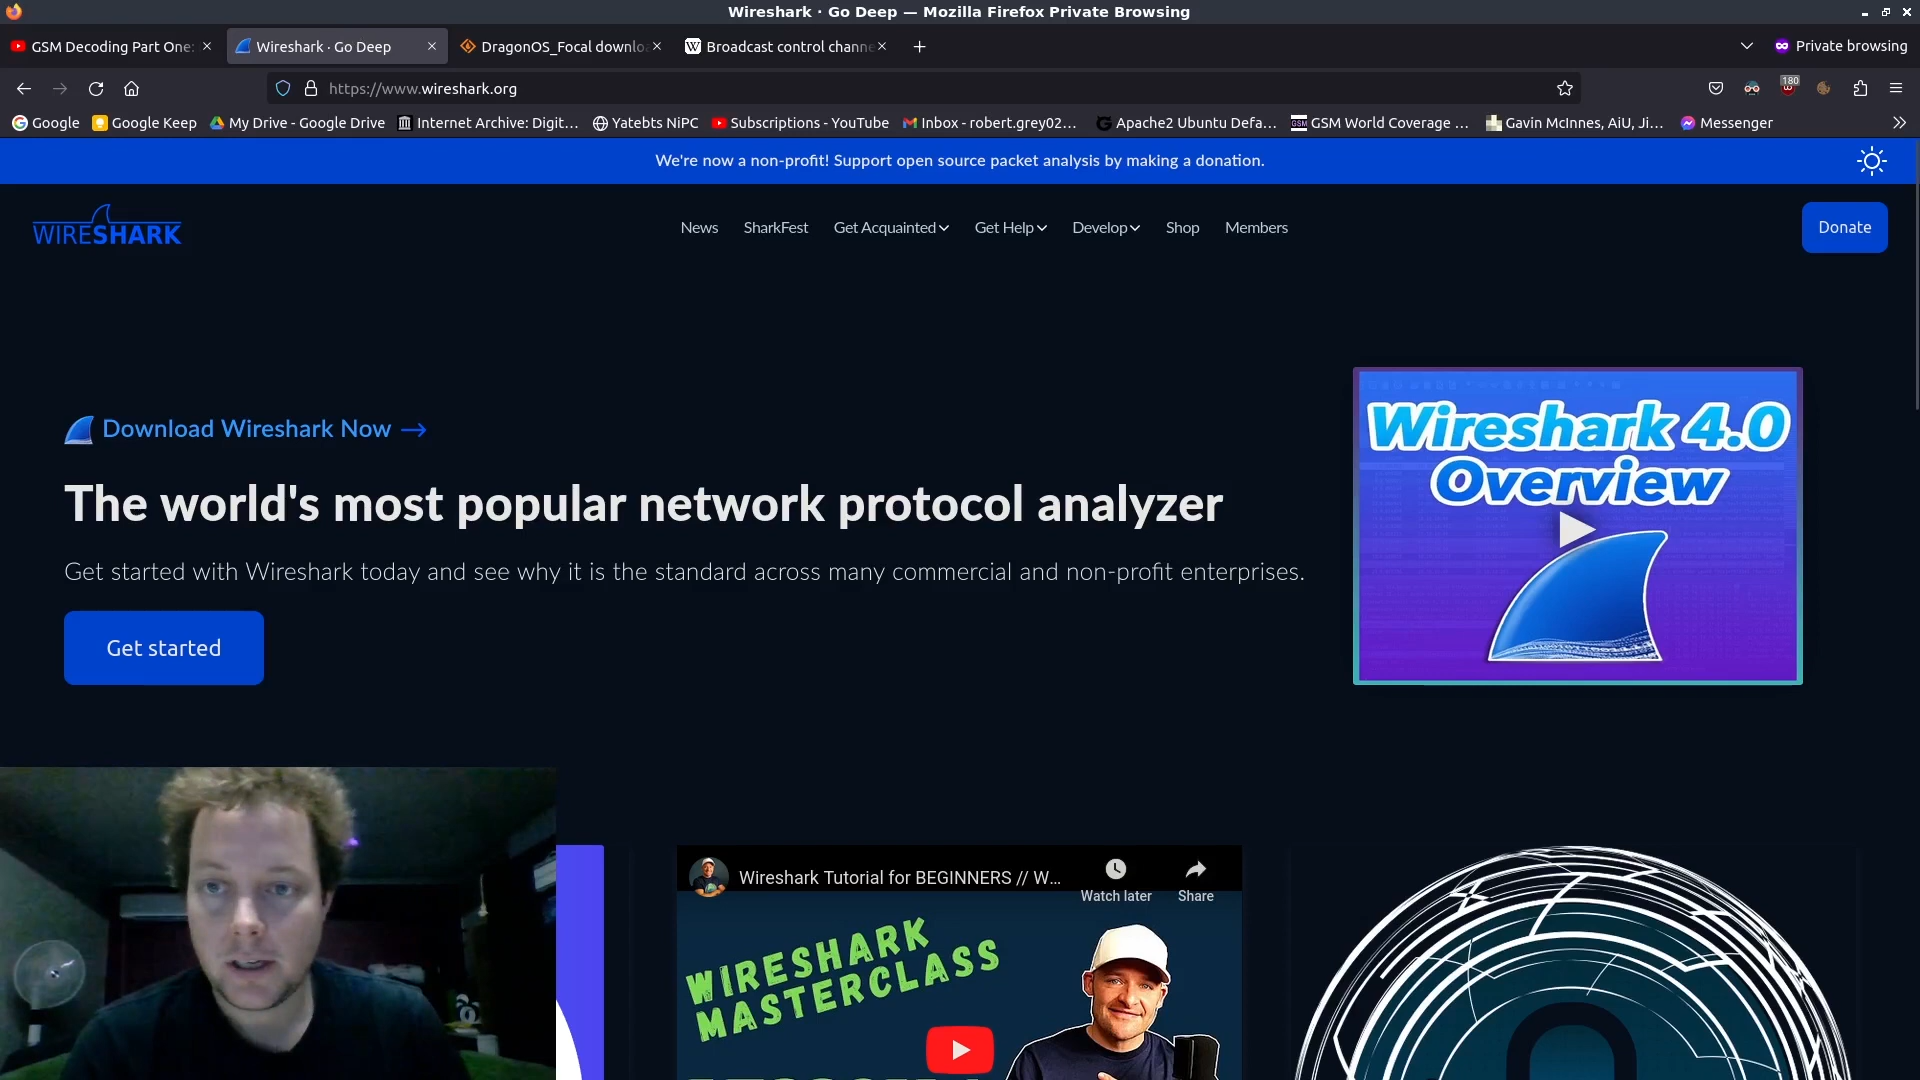 Wireshark · Go Deep — Mozilla Firefox Private Browsing
GSM Decoding Part One:
Wireshark · Go Deep
DragonOS_Focal downlo
Broadcast control channe
Private browsing
https://www.wireshark.org
180
Google
Google Keep
My Drive - Google Drive
Internet Archive: Digit…
Yatebts NiPC
Subscriptions - YouTube
Inbox - robert.grey02…
Apache2 Ubuntu Defa…
GSM World Coverage …
Gavin McInnes, AiU, Ji…
Messenger
We're now a non-profit! Support open source packet analysis by making a donation.
WIRESHARK
News
SharkFest
Get Acquainted
Get Help
Develop
Shop
Members
Donate
Download Wireshark Now →
The world's most popular network protocol analyzer
Get started with Wireshark today and see why it is the standard across many commercial and non-profit enterprises.
Get started
Wireshark 4.0
Overview
Wireshark Tutorial for BEGINNERS // W…
Watch later
Share
WIRESHARK
MASTERCLASS